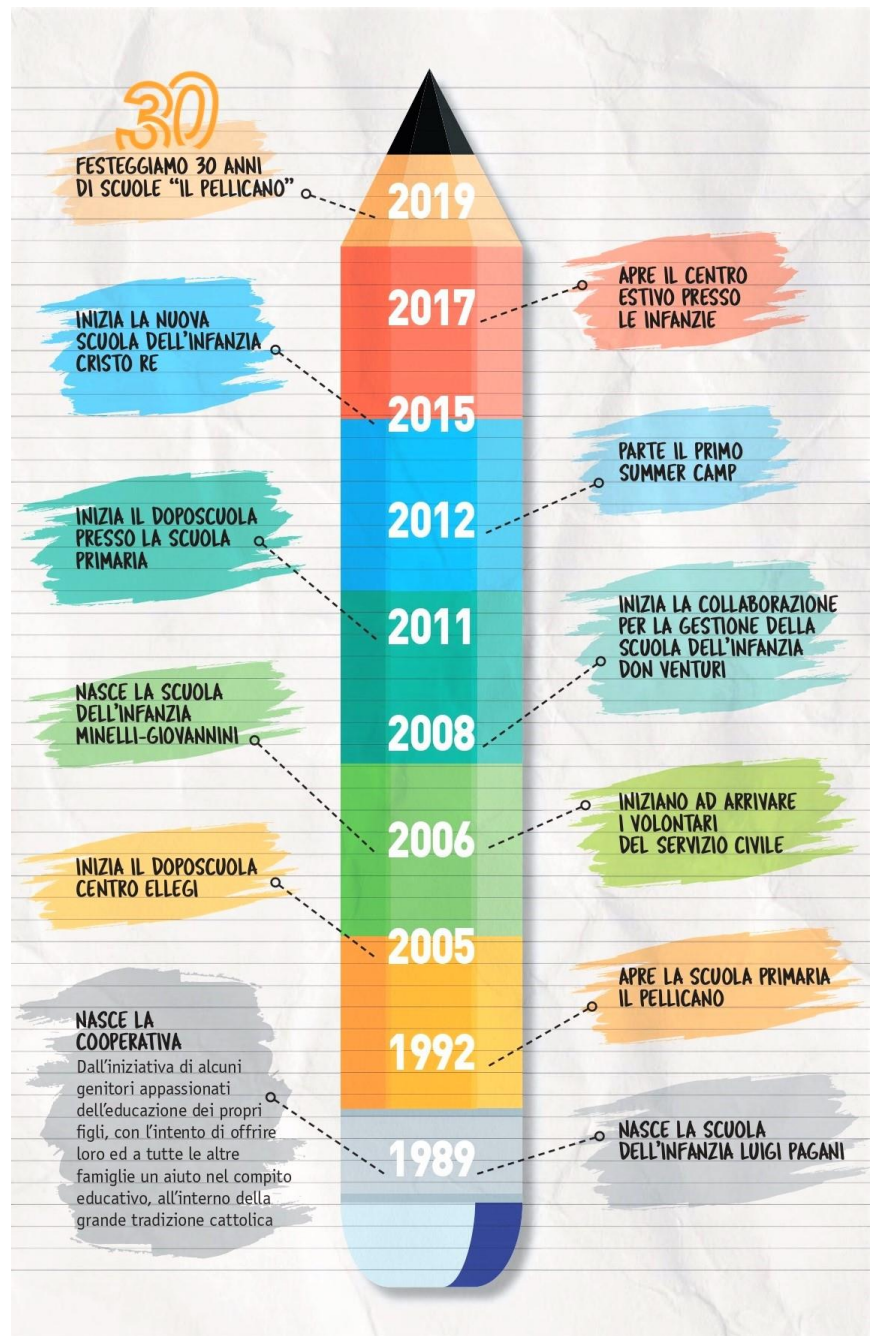 30
FESTEGGIAMO 30 ANNI
DI SCUOLE “IL PELLICANO”
2019
2017
APRE IL CENTRO
ESTIVO PRESSO
LE INFANZIE
INIZIA LA NUOVA
SCUOLA DELL'INFANZIA
CRISTO RE
2015
PARTE IL PRIMO
SUMMER CAMP
2012
INIZIA IL DOPOSCUOLA
PRESSO LA SCUOLA
PRIMARIA
2011
INIZIA LA COLLABORAZIONE
PER LA GESTIONE DELLA
SCUOLA DELL'INFANZIA
DON VENTURI
2008
NASCE LA SCUOLA
DELL'INFANZIA
MINELLI-GIOVANNINI
2006
INIZIANO AD ARRIVARE
I VOLONTARI
DEL SERVIZIO CIVILE
INIZIA IL DOPOSCUOLA
CENTRO ELLEGI
2005
APRE LA SCUOLA PRIMARIA
IL PELLICANO
1992
NASCE LA
COOPERATIVA
Dall'iniziativa di alcuni
genitori appassionati
dell'educazione dei propri
figli, con l'intento di offrire
loro ed a tutte le altre
famiglie un aiuto nel compito
educativo, all'interno della
grande tradizione cattolica
1989
NASCE LA SCUOLA
DELL'INFANZIA LUIGI PAGANI